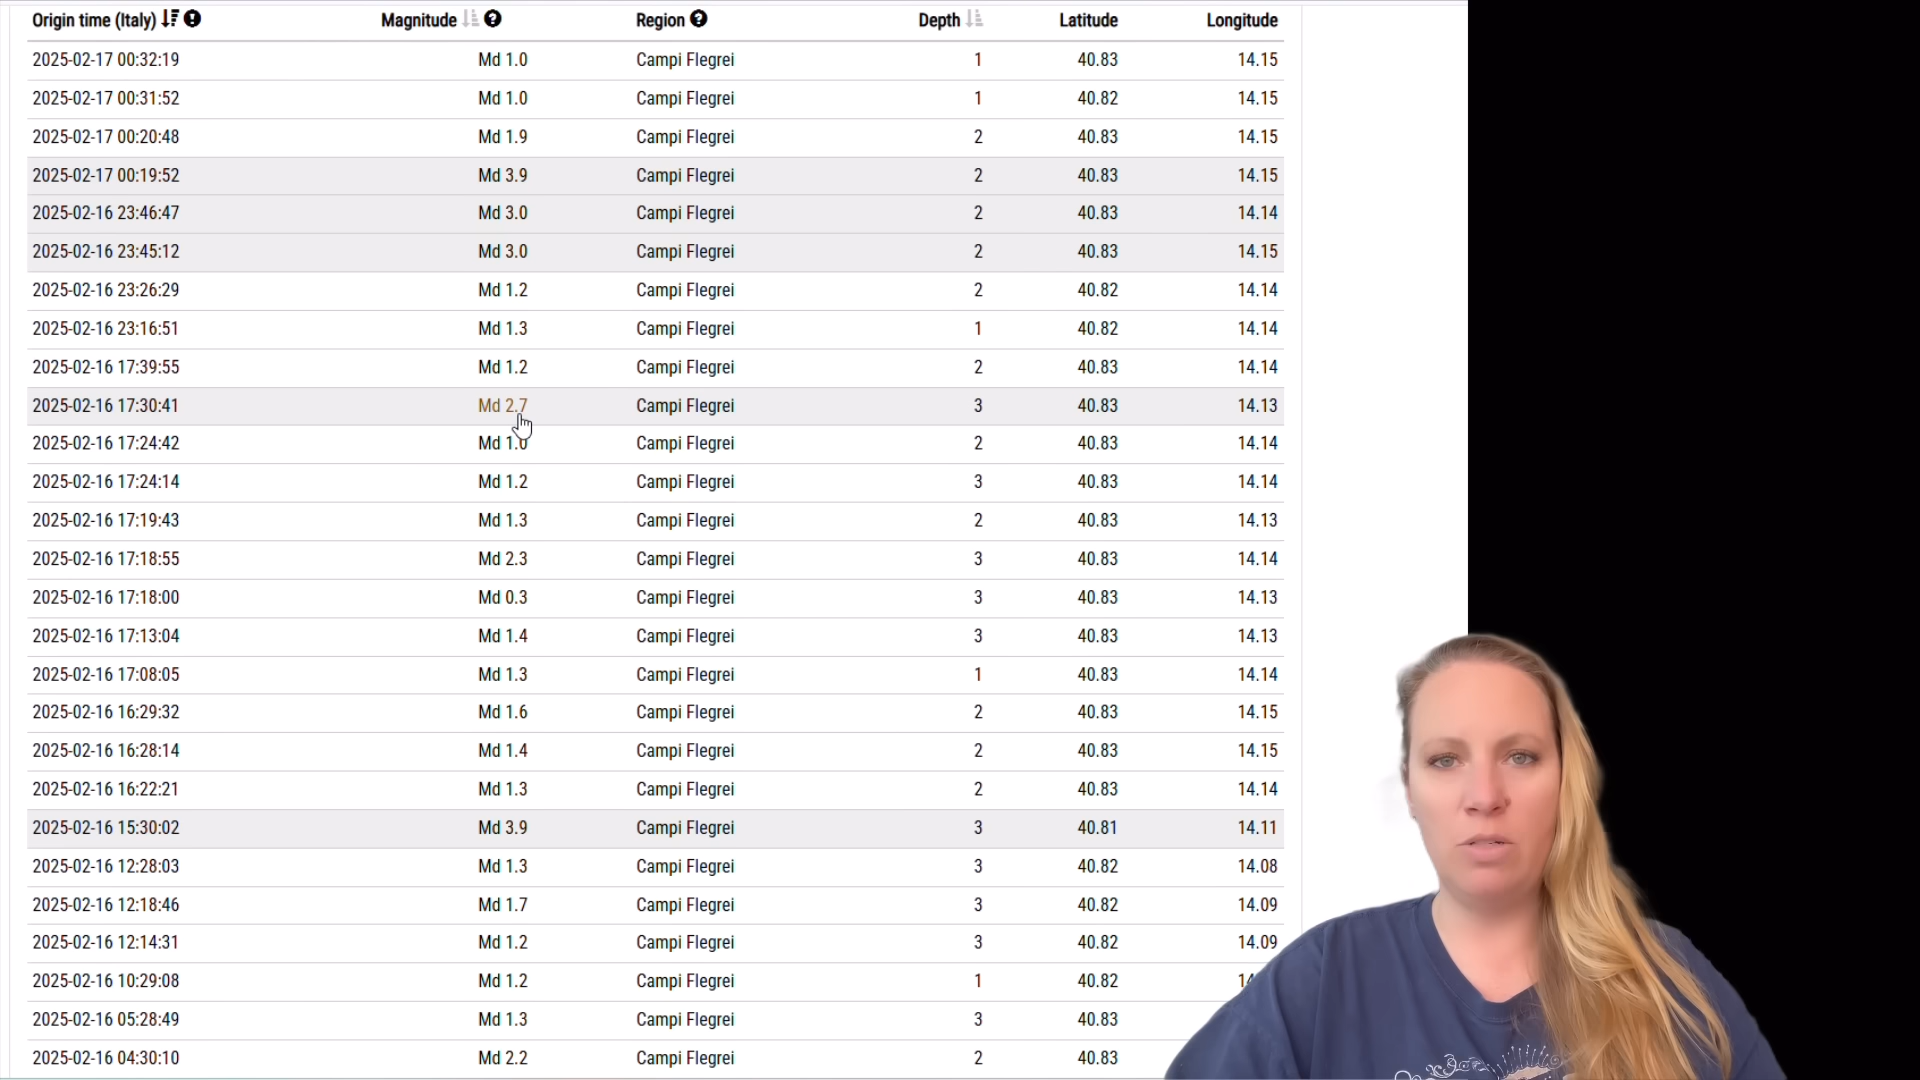 Origin time (Italy) Magnitude Region Depth Latitude Longitude
2025-02-17 00:32:19 Md 1.0 Campi Flegrei 1 40.83 14.15
2025-02-17 00:31:52 Md 1.0 Campi Flegrei 1 40.82 14.15
2025-02-17 00:20:48 Md 1.9 Campi Flegrei 2 40.83 14.15
2025-02-17 00:19:52 Md 3.9 Campi Flegrei 2 40.83 14.15
2025-02-16 23:46:47 Md 3.0 Campi Flegrei 2 40.83 14.14
2025-02-16 23:45:12 Md 3.0 Campi Flegrei 2 40.83 14.15
2025-02-16 23:26:29 Md 1.2 Campi Flegrei 2 40.82 14.14
2025-02-16 23:16:51 Md 1.3 Campi Flegrei 1 40.82 14.14
2025-02-16 17:39:55 Md 1.2 Campi Flegrei 2 40.83 14.14
2025-02-16 17:30:41 Md 2.7 Campi Flegrei 3 40.83 14.13
2025-02-16 17:24:42 Md 1.0 Campi Flegrei 2 40.83 14.14
2025-02-16 17:24:14 Md 1.2 Campi Flegrei 3 40.83 14.14
2025-02-16 17:19:43 Md 1.3 Campi Flegrei 2 40.83 14.13
2025-02-16 17:18:55 Md 2.3 Campi Flegrei 3 40.83 14.14
2025-02-16 17:18:00 Md 0.3 Campi Flegrei 3 40.83 14.13
2025-02-16 17:13:04 Md 1.4 Campi Flegrei 3 40.83 14.13
2025-02-16 17:08:05 Md 1.3 Campi Flegrei 1 40.83 14.14
2025-02-16 16:29:32 Md 1.6 Campi Flegrei 2 40.83 14.15
2025-02-16 16:28:14 Md 1.4 Campi Flegrei 2 40.83 14.15
2025-02-16 16:22:21 Md 1.3 Campi Flegrei 2 40.83 14.14
2025-02-16 15:30:02 Md 3.9 Campi Flegrei 3 40.81 14.11
2025-02-16 12:28:03 Md 1.3 Campi Flegrei 3 40.82 14.08
2025-02-16 12:18:46 Md 1.7 Campi Flegrei 3 40.82 14.09
2025-02-16 12:14:31 Md 1.2 Campi Flegrei 3 40.82 14.09
2025-02-16 10:29:08 Md 1.2 Campi Flegrei 1 40.82
2025-02-16 05:28:49 Md 1.3 Campi Flegrei 3 40.83
2025-02-16 04:30:10 Md 2.2 Campi Flegrei 2 40.83